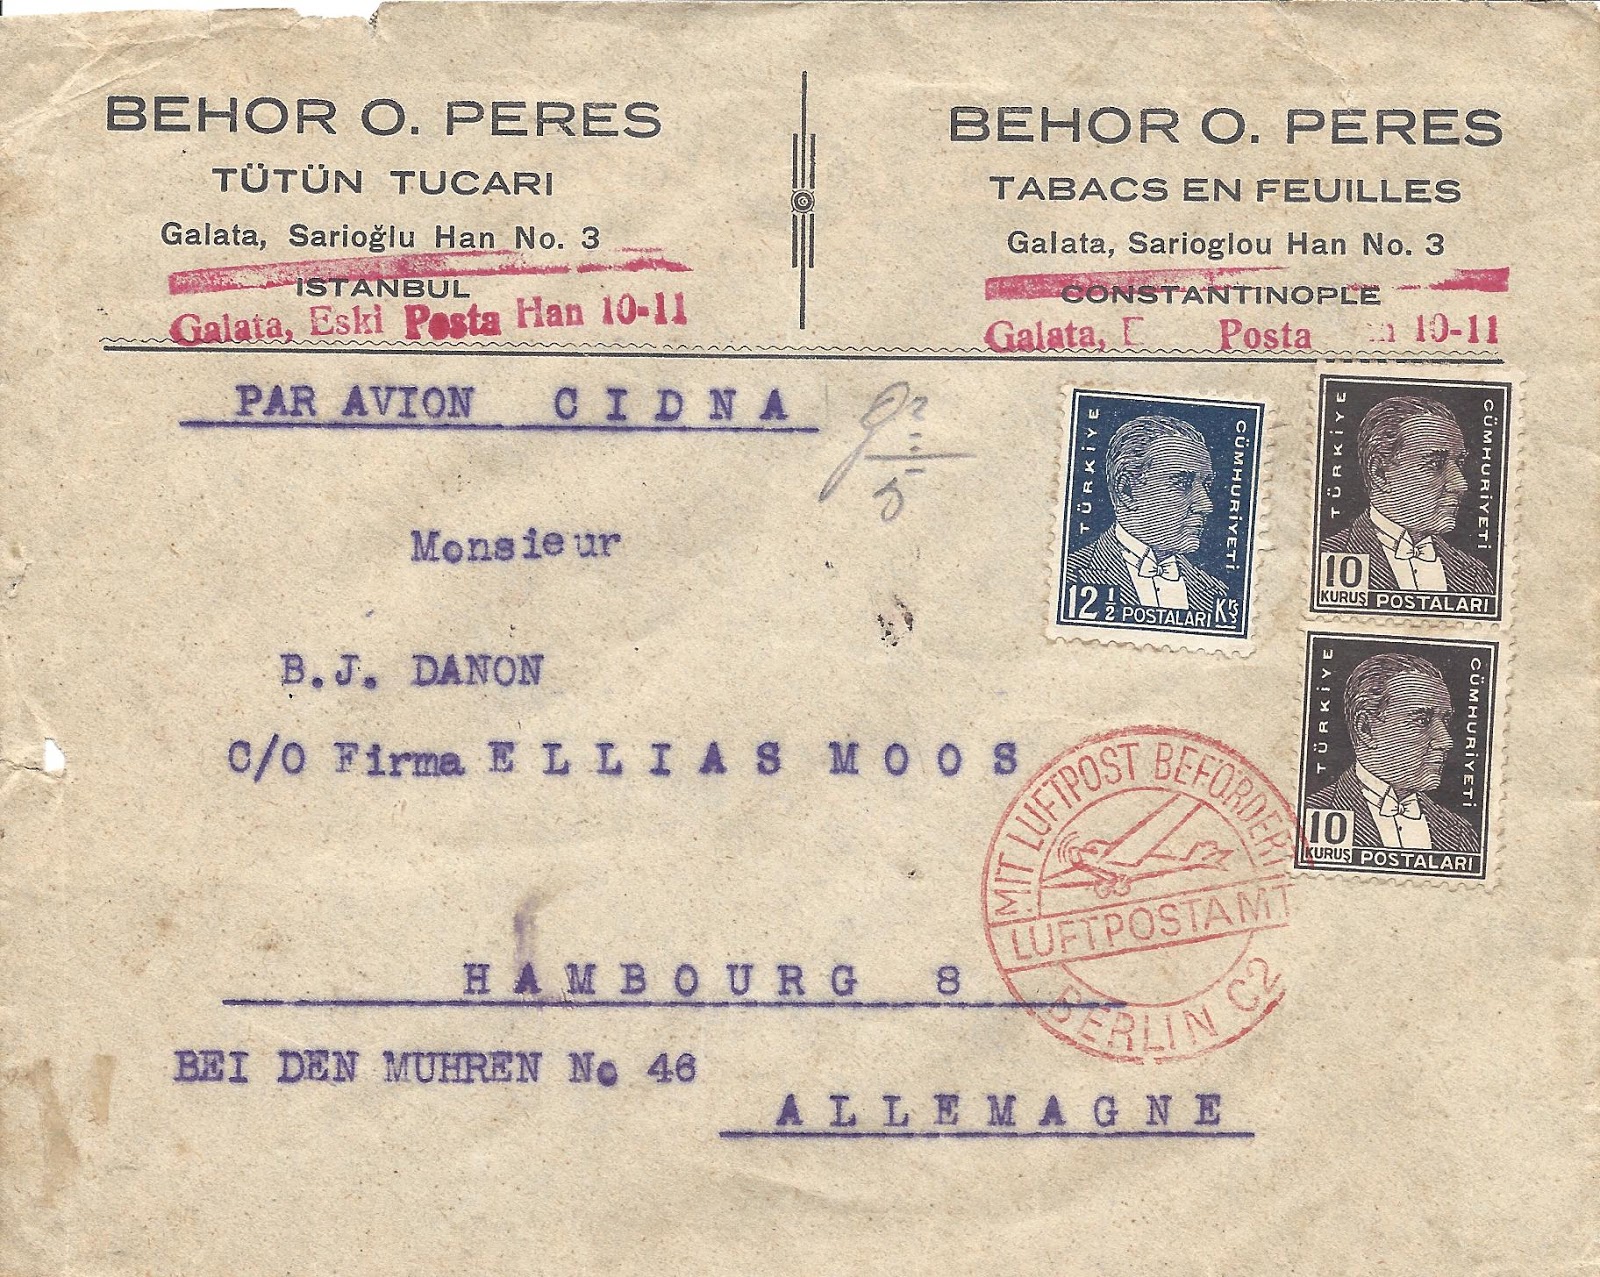 BEHOR O. PERES
TÜTÜN TUCARI
Galata, Sarioğlu Han No. 3
ISTANBUL
Galata, Eski Posta Han 10-11
BEHOR O. PERES
TABACS EN FEUILLES
Galata, Sarioglou Han No. 3
CONSTANTINOPLE
Galata, Posta 10-11
PAR AVION CIDNA
gr
5
TÜRKİYE
CÜMHURİYETİ
12 1/2 POSTALARI Krş
TÜRKİYE
CÜMHURİYETİ
10 KURUŞ POSTALARI
TÜRKİYE
CÜMHURİYETİ
10 KURUŞ POSTALARI
Monsieur
B.J. DANON
C/O Firma ELLIAS MOOS
MIT LUFTPOST BEFÖRDERT
LUFTPOSTAMT
BERLIN C2
HAMBOURG 8
BEI DEN MUHREN No 46
ALLEMAGNE